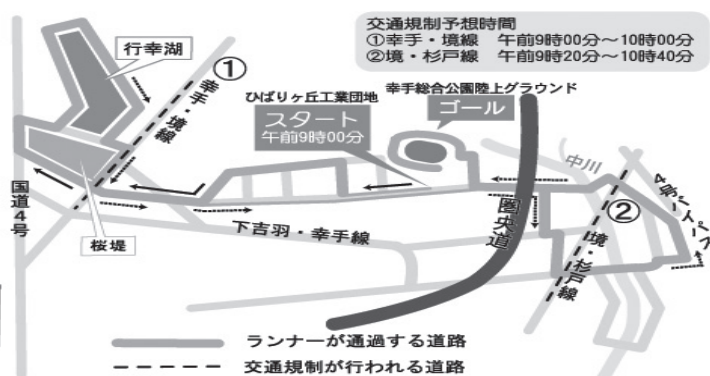 交通規制予想時間
①幸手・境線 午前9時00分〜10時00分
②境・杉戸線 午前9時20分〜10時40分
行幸湖
①
幸手・境線
ひばりヶ丘工業団地
スタート
午前9時00分
幸手総合公園陸上グラウンド
ゴール
中川
4号バイパス
国道4号
桜堤
下吉羽・幸手線
圏央道
②
境・杉戸線
ランナーが通過する道路
交通規制が行われる道路